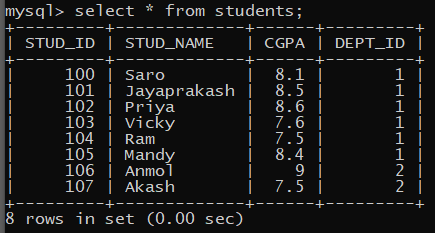 mysql> select * from students;
+---------+-------------+------+---------+
| STUD_ID | STUD_NAME   | CGPA | DEPT_ID |
+---------+-------------+------+---------+
|     100 | Saro        |  8.1 |       1 |
|     101 | Jayaprakash |  8.5 |       1 |
|     102 | Priya       |  8.6 |       1 |
|     103 | Vicky       |  7.6 |       1 |
|     104 | Ram         |  7.5 |       1 |
|     105 | Mandy       |  8.4 |       1 |
|     106 | Anmol       |    9 |       2 |
|     107 | Akash       |  7.5 |       2 |
+---------+-------------+------+---------+
8 rows in set (0.00 sec)